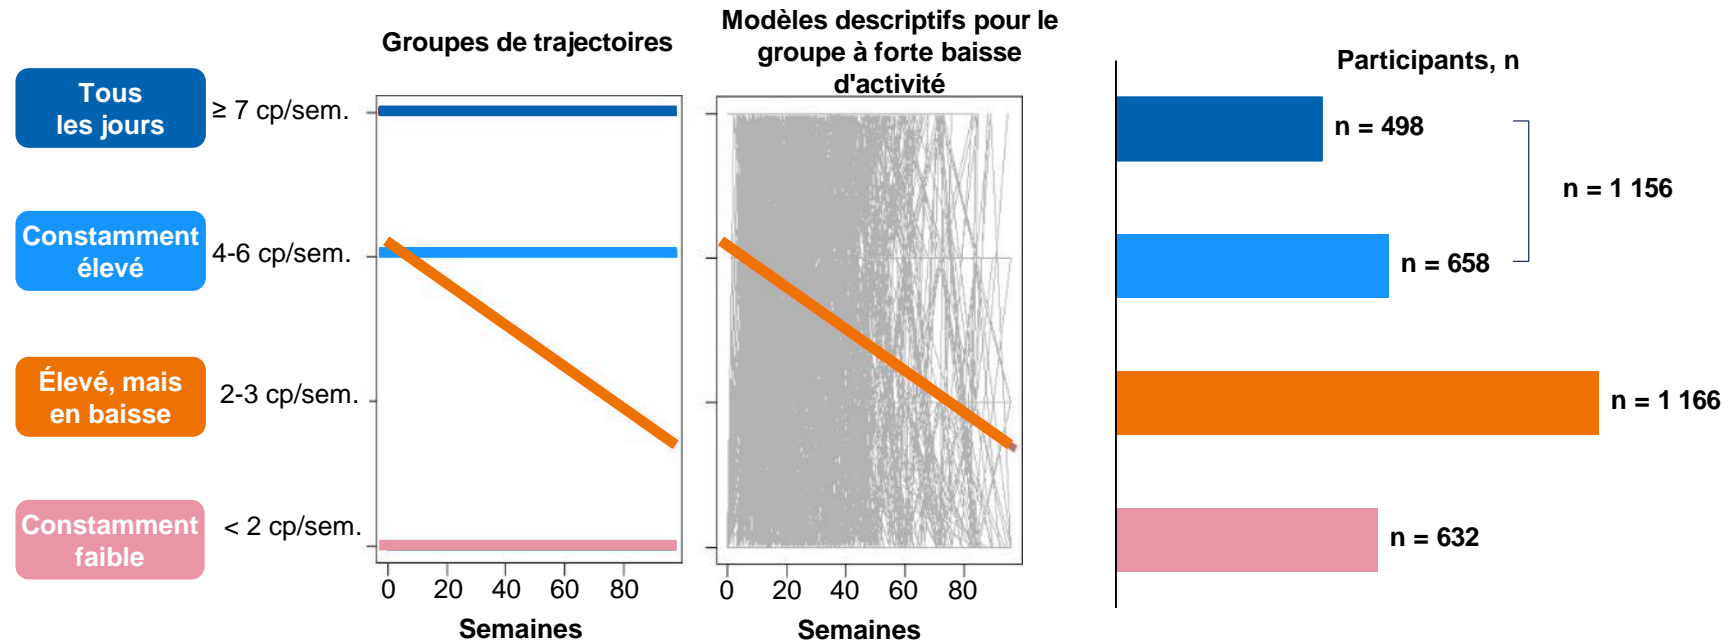 Groupes de trajectoires
Modèles descriptifs pour le
groupe à forte baisse
d'activité
Participants, n
Tous
les jours
≥ 7 cp/sem.
Constamment
élevé
4-6 cp/sem.
Élevé, mais
en baisse
2-3 cp/sem.
Constamment
faible
< 2 cp/sem.
0 20 40 60 80
Semaines
0 20 40 60 80
Semaines
n = 498
n = 1 156
n = 658
n = 1 166
n = 632